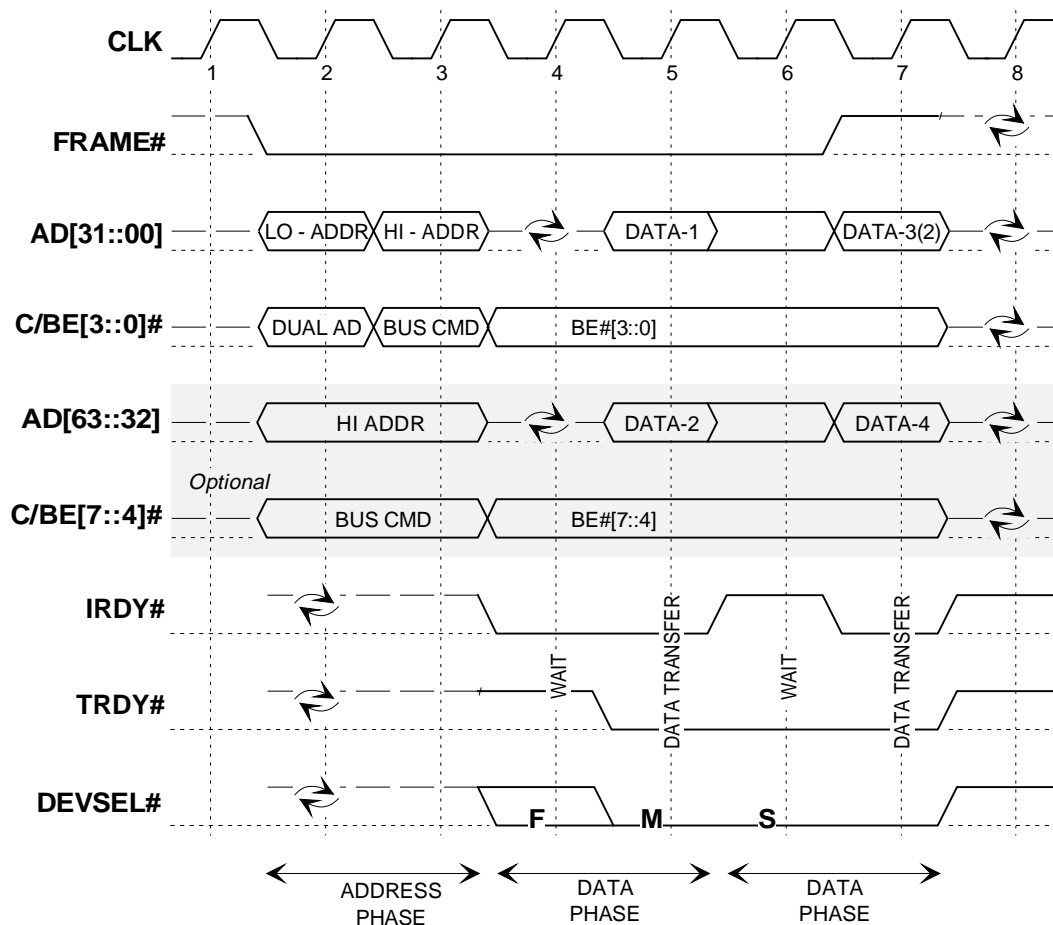 CLK
1 2 3 4 5 6 7 8
FRAME#
AD[31::00]
LO - ADDR HI - ADDR DATA-1 DATA-3(2)
C/BE[3::0]#
DUAL AD BUS CMD BE#[3::0]
AD[63::32]
HI ADDR DATA-2 DATA-4
Optional
C/BE[7::4]#
BUS CMD BE#[7::4]
IRDY#
WAIT DATA TRANSFER WAIT DATA TRANSFER
TRDY#
DEVSEL#
F M S
ADDRESS
PHASE
DATA
PHASE
DATA
PHASE